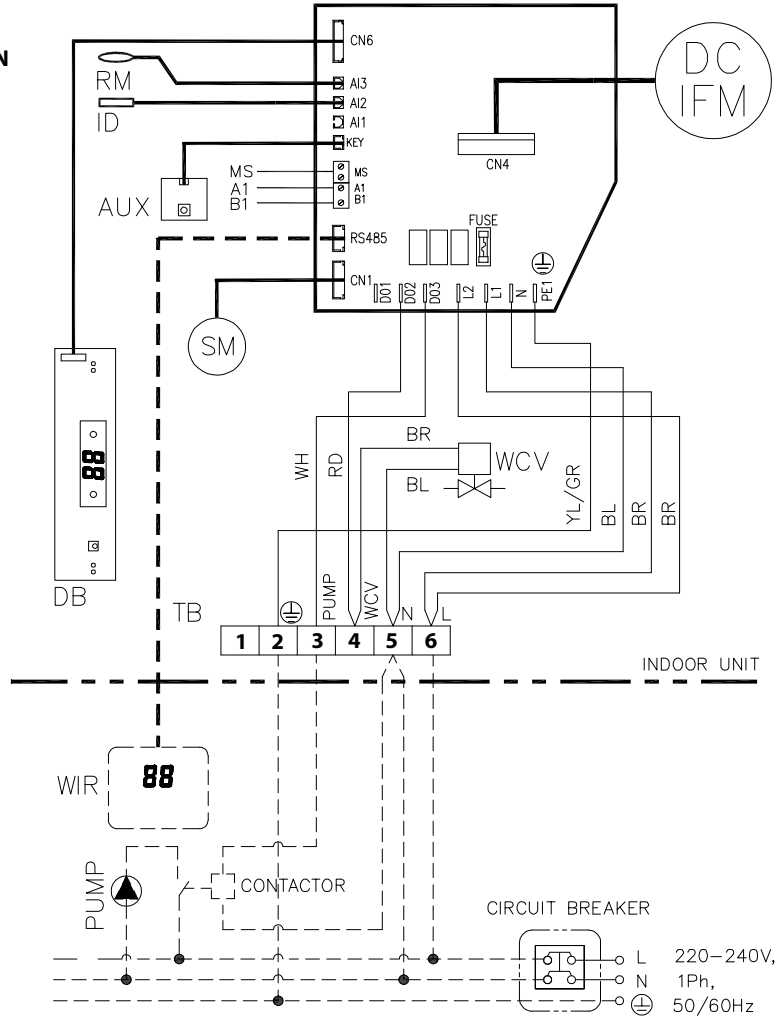 N
CN6
RM
AI3
DC
IFM
ID
AI2
AI1
KEY
CN4
MS
MS
A1
A1
B1
B1
AUX
FUSE
RS485
CN1
D01
D02
D03
L2
L1
N
PE1
SM
88
DB
WH
RD
BR
BL
WCV
YL/GR
BL
BR
BR
TB
PUMP
WCV
N
L
1 2 3 4 5 6
INDOOR UNIT
WIR
88
PUMP
CONTACTOR
CIRCUIT BREAKER
L 220-240V,
N 1Ph,
50/60Hz